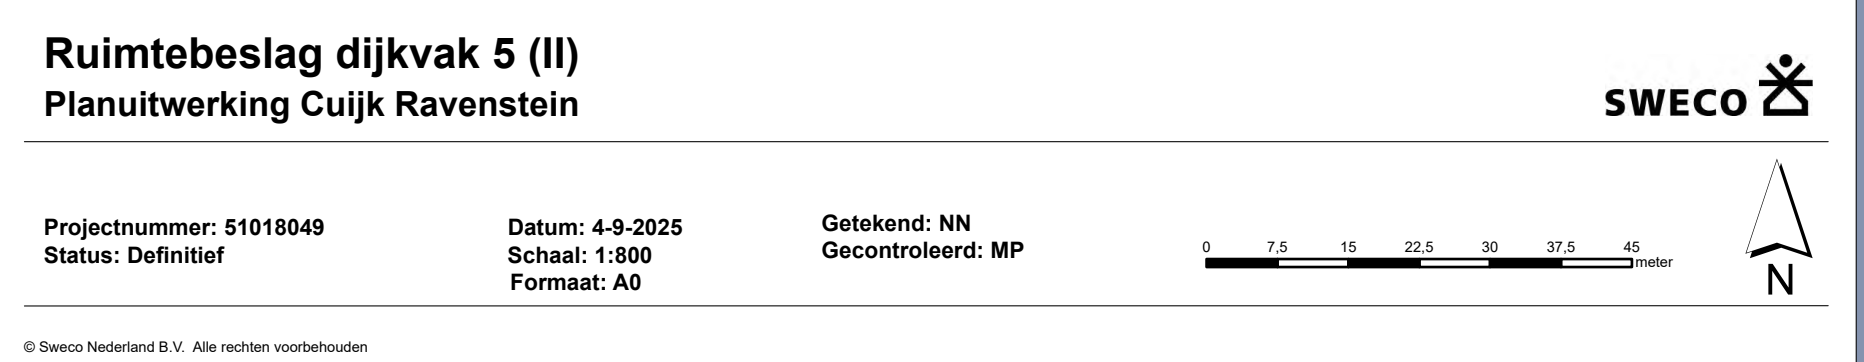 Ruimtebeslag dijkvak 5 (II)
Planuitwerking Cuijk Ravenstein
SWECO
Projectnummer: 51018049
Status: Definitief
Datum: 4-9-2025
Schaal: 1:800
Formaat: A0
Getekend: NN
Gecontroleerd: MP
0 7,5 15 22,5 30 37,5 45
meter
N
© Sweco Nederland B.V. Alle rechten voorbehouden